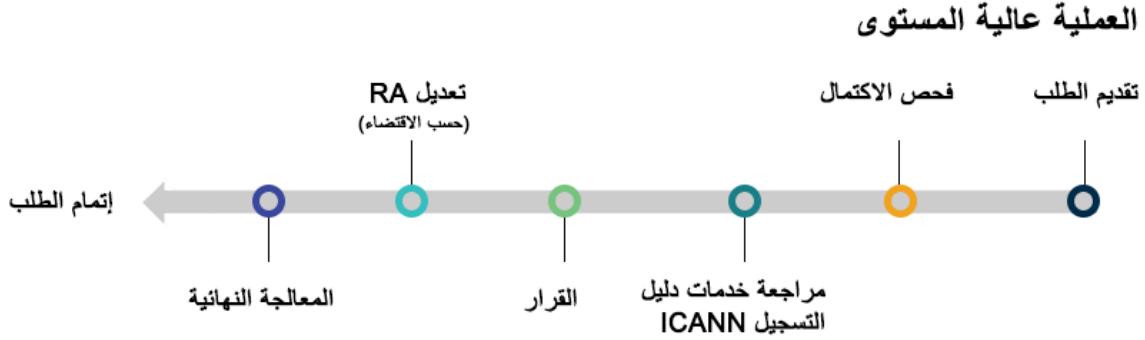 العملية عالية المستوى
تقديم الطلب
فحص الاكتمال
مراجعة خدمات دليل
التسجيل ICANN
القرار
تعديل RA
(حسب الاقتضاء)
المعالجة النهائية
إتمام الطلب